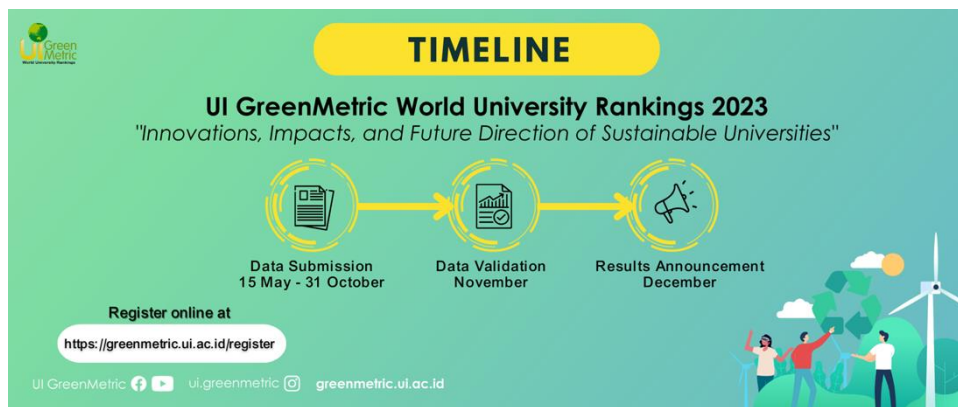 UI Green
Metric
World University Rankings
TIMELINE
UI GreenMetric World University Rankings 2023
"Innovations, Impacts, and Future Direction of Sustainable Universities"
Data Submission
15 May - 31 October
Data Validation
November
Results Announcement
December
Register online at
https://greenmetric.ui.ac.id/register
UI GreenMetric
ui.greenmetric
greenmetric.ui.ac.id